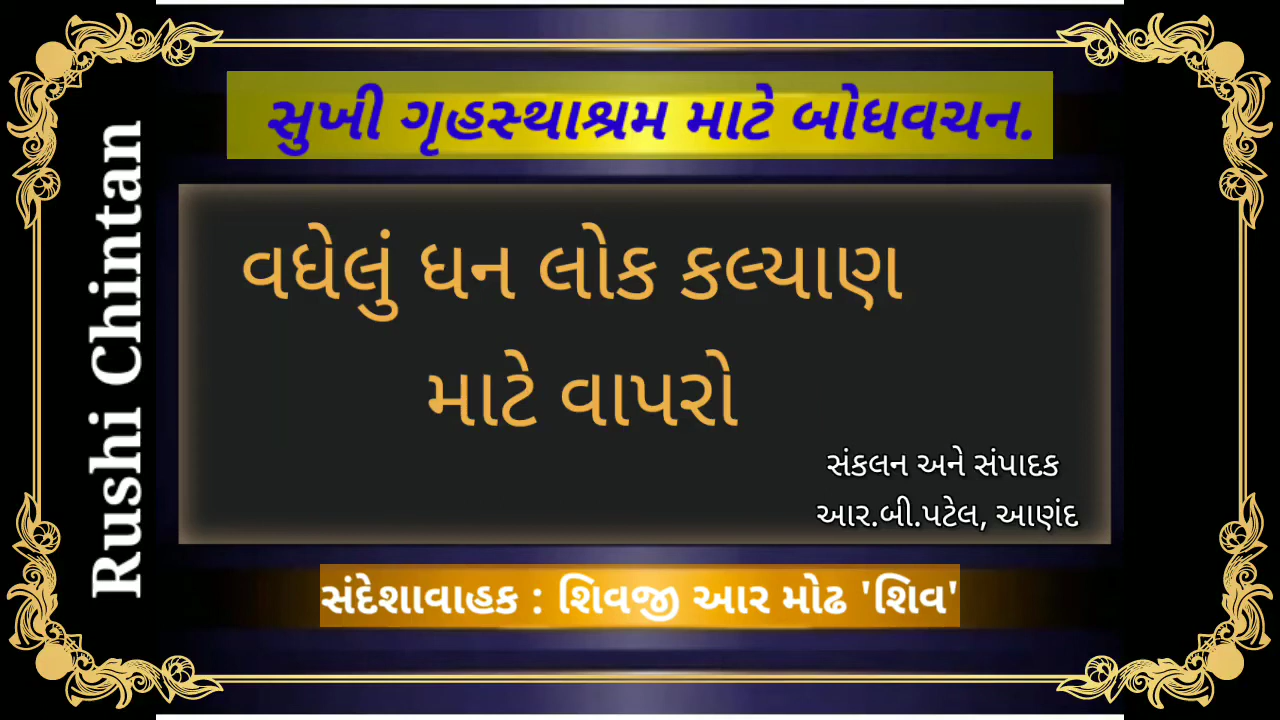 સુખી ગૃહસ્થાશ્રમ માટે બોધવચન.
Rushi Chintan
વધેલું ધન લોક કલ્યાણ
માટે વાપરો
સંકલન અને સંપાદક
આર.બી.પટેલ, આણંદ
સંદેશાવાહક : શિવજી આર મોઢ 'શિવ'